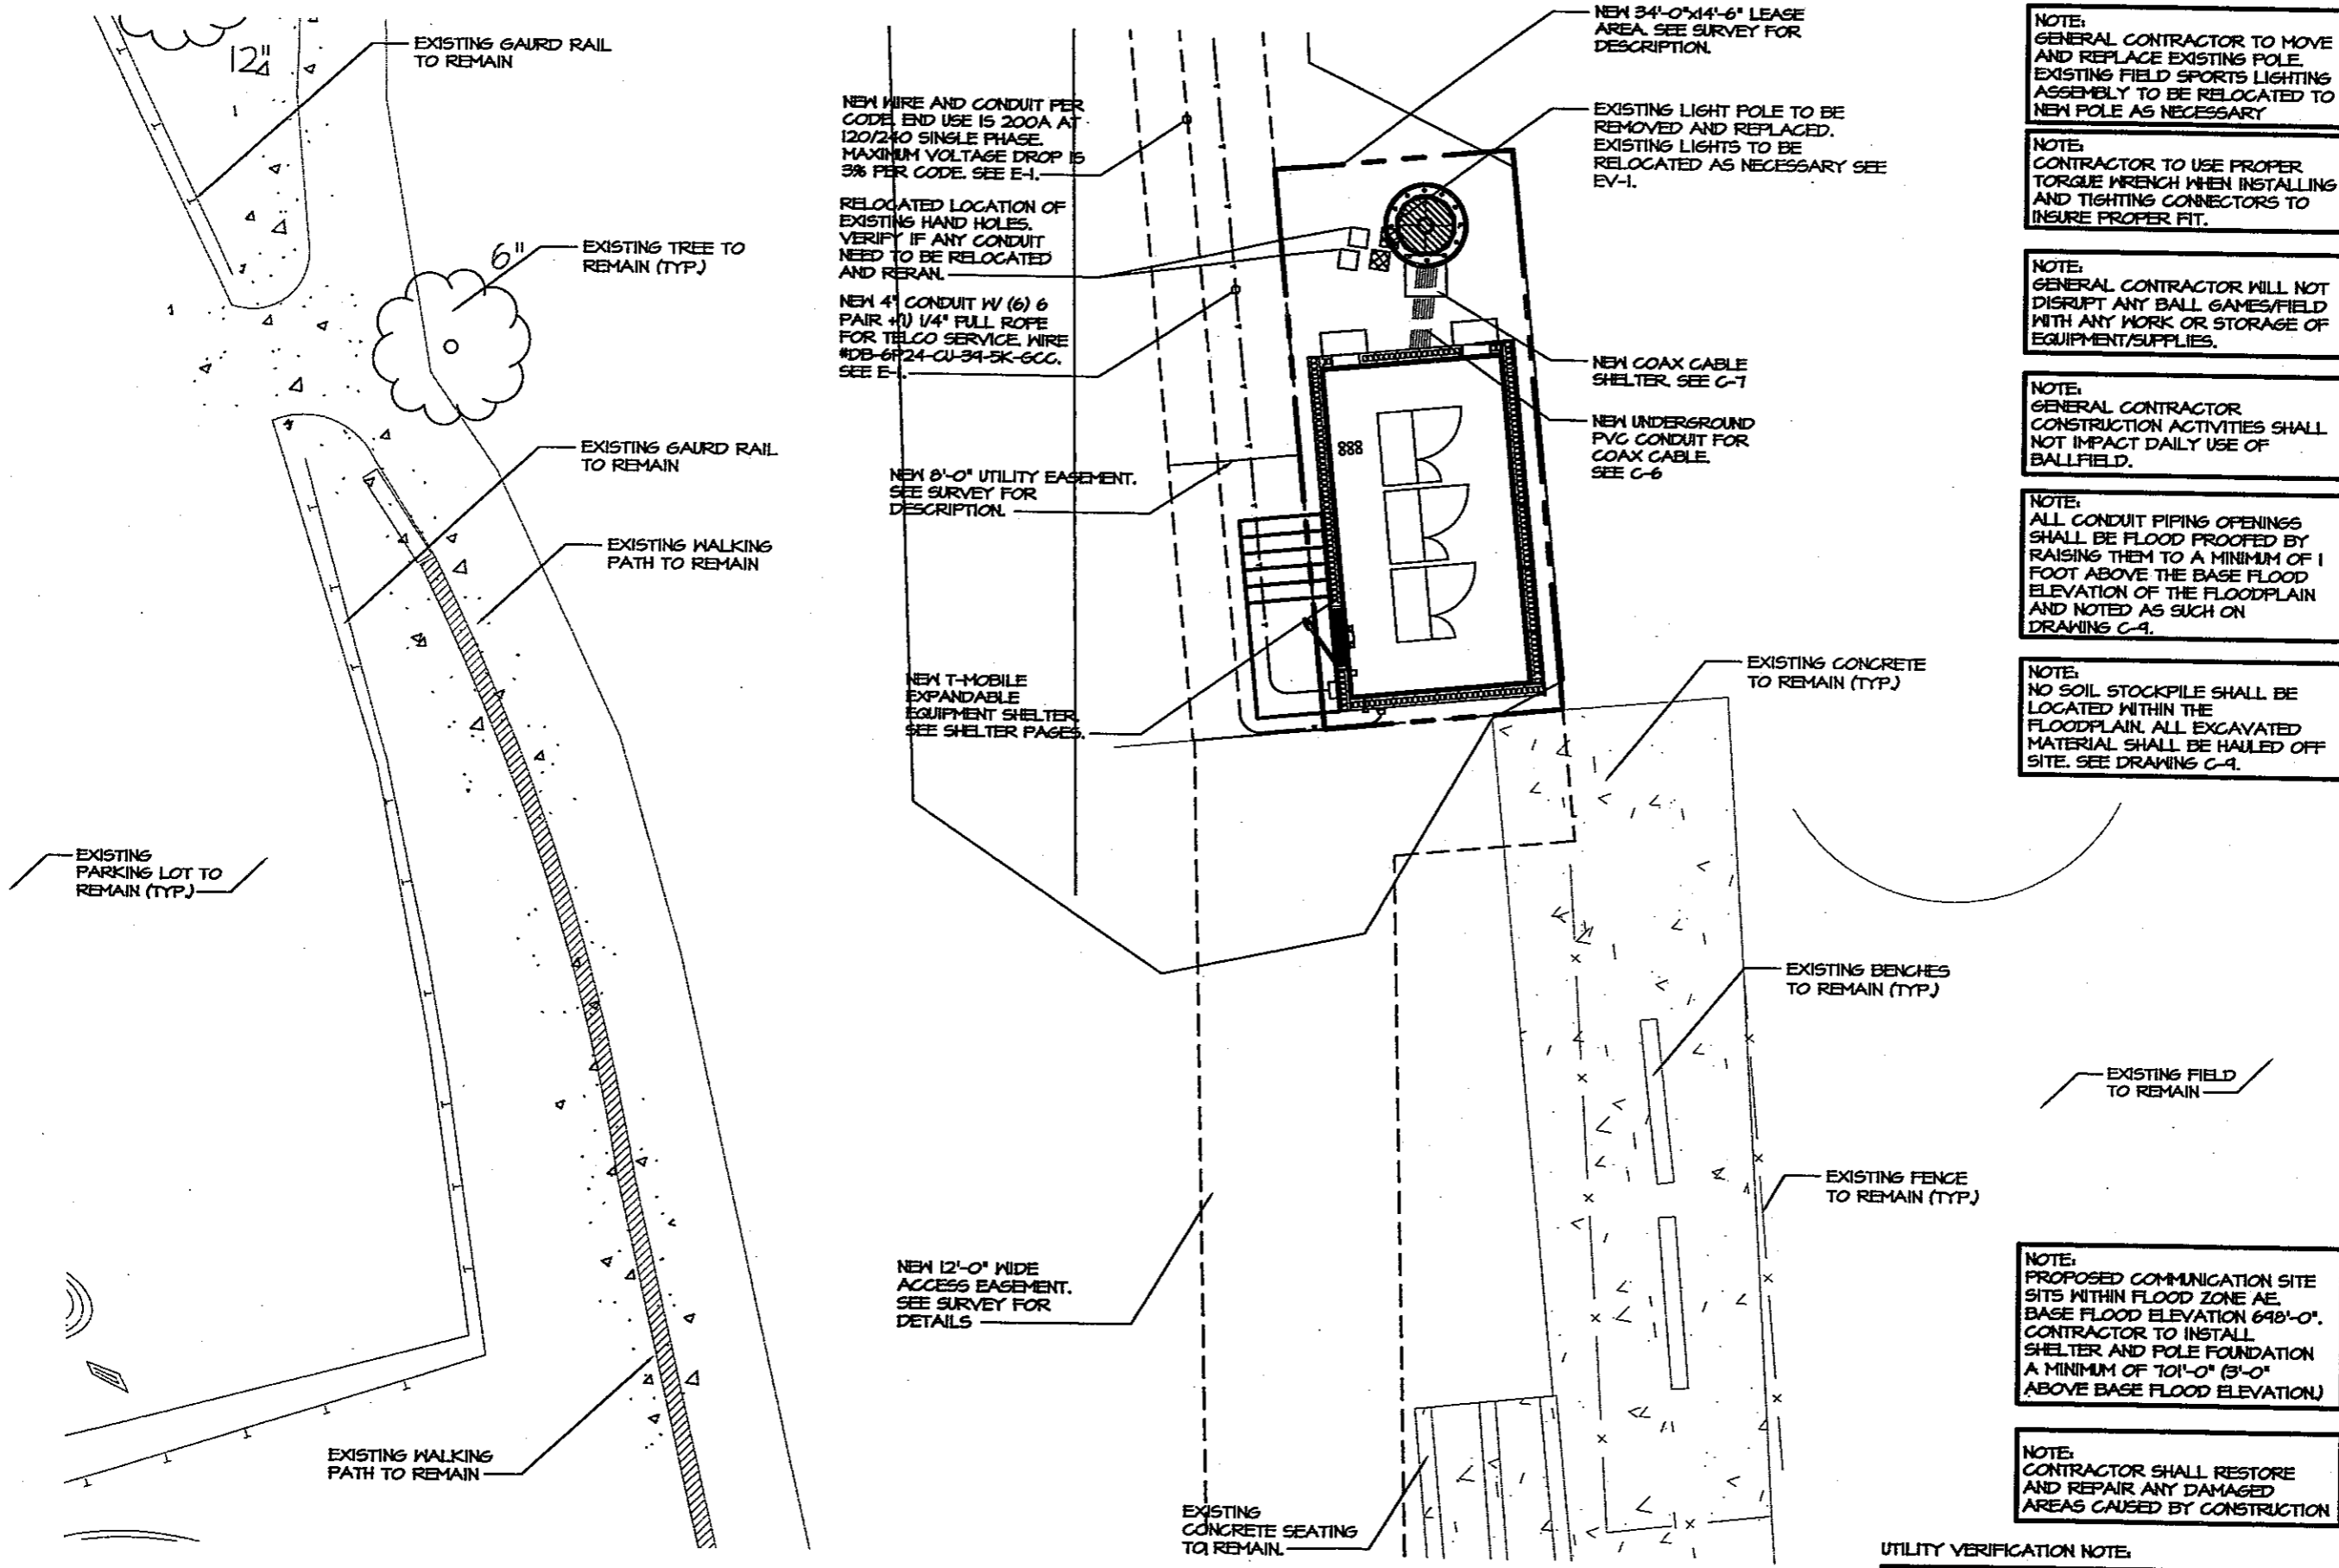 12"
EXISTING GAURD RAIL
TO REMAIN
6"
EXISTING TREE TO
REMAIN (TYP.)
EXISTING GAURD RAIL
TO REMAIN
EXISTING WALKING
PATH TO REMAIN
EXISTING
PARKING LOT TO
REMAIN (TYP.)
EXISTING WALKING
PATH TO REMAIN
NEW WIRE AND CONDUIT PER
CODE. END USE IS 200A AT
120/240 SINGLE PHASE.
MAXIMUM VOLTAGE DROP IS
3% PER CODE. SEE E-1.
RELOCATED LOCATION OF
EXISTING HAND HOLES.
VERIFY IF ANY CONDUIT
NEED TO BE RELOCATED
AND RERAN.
NEW 4" CONDUIT W/ (6) 6
PAIR +(1) 1/4" PULL ROPE
FOR TELCO SERVICE. WIRE
#DB-6P24-CU-39-5K-GCC.
SEE E-1.
NEW 8'-0" UTILITY EASEMENT.
SEE SURVEY FOR
DESCRIPTION.
NEW T-MOBILE
EXPANDABLE
EQUIPMENT SHELTER.
SEE SHELTER PAGES.
NEW 12'-0" WIDE
ACCESS EASEMENT.
SEE SURVEY FOR
DETAILS
EXISTING
CONCRETE SEATING
TO REMAIN.
NEW 34'-0"x14'-6" LEASE
AREA. SEE SURVEY FOR
DESCRIPTION.
EXISTING LIGHT POLE TO BE
REMOVED AND REPLACED.
EXISTING LIGHTS TO BE
RELOCATED AS NECESSARY SEE
EV-1.
NEW COAX CABLE
SHELTER. SEE C-7
NEW UNDERGROUND
PVC CONDUIT FOR
COAX CABLE.
SEE C-6
EXISTING CONCRETE
TO REMAIN (TYP.)
EXISTING BENCHES
TO REMAIN (TYP.)
EXISTING FIELD
TO REMAIN
EXISTING FENCE
TO REMAIN (TYP.)
NOTE:
GENERAL CONTRACTOR TO MOVE
AND REPLACE EXISTING POLE.
EXISTING FIELD SPORTS LIGHTING
ASSEMBLY TO BE RELOCATED TO
NEW POLE AS NECESSARY
NOTE:
CONTRACTOR TO USE PROPER
TORQUE WRENCH WHEN INSTALLING
AND TIGHTING CONNECTORS TO
INSURE PROPER FIT.
NOTE:
GENERAL CONTRACTOR WILL NOT
DISRUPT ANY BALL GAMES/FIELD
WITH ANY WORK OR STORAGE OF
EQUIPMENT/SUPPLIES.
NOTE:
GENERAL CONTRACTOR
CONSTRUCTION ACTIVITIES SHALL
NOT IMPACT DAILY USE OF
BALLFIELD.
NOTE:
ALL CONDUIT PIPING OPENINGS
SHALL BE FLOOD PROOFED BY
RAISING THEM TO A MINIMUM OF 1
FOOT ABOVE THE BASE FLOOD
ELEVATION OF THE FLOODPLAIN
AND NOTED AS SUCH ON
DRAWING C-9.
NOTE:
NO SOIL STOCKPILE SHALL BE
LOCATED WITHIN THE
FLOODPLAIN. ALL EXCAVATED
MATERIAL SHALL BE HAULED OFF
SITE. SEE DRAWING C-9.
NOTE:
PROPOSED COMMUNICATION SITE
SITS WITHIN FLOOD ZONE AE.
BASE FLOOD ELEVATION 698'-0".
CONTRACTOR TO INSTALL
SHELTER AND POLE FOUNDATION
A MINIMUM OF 701'-0" (3'-0"
ABOVE BASE FLOOD ELEVATION.)
NOTE:
CONTRACTOR SHALL RESTORE
AND REPAIR ANY DAMAGED
AREAS CAUSED BY CONSTRUCTION
UTILITY VERIFICATION NOTE: